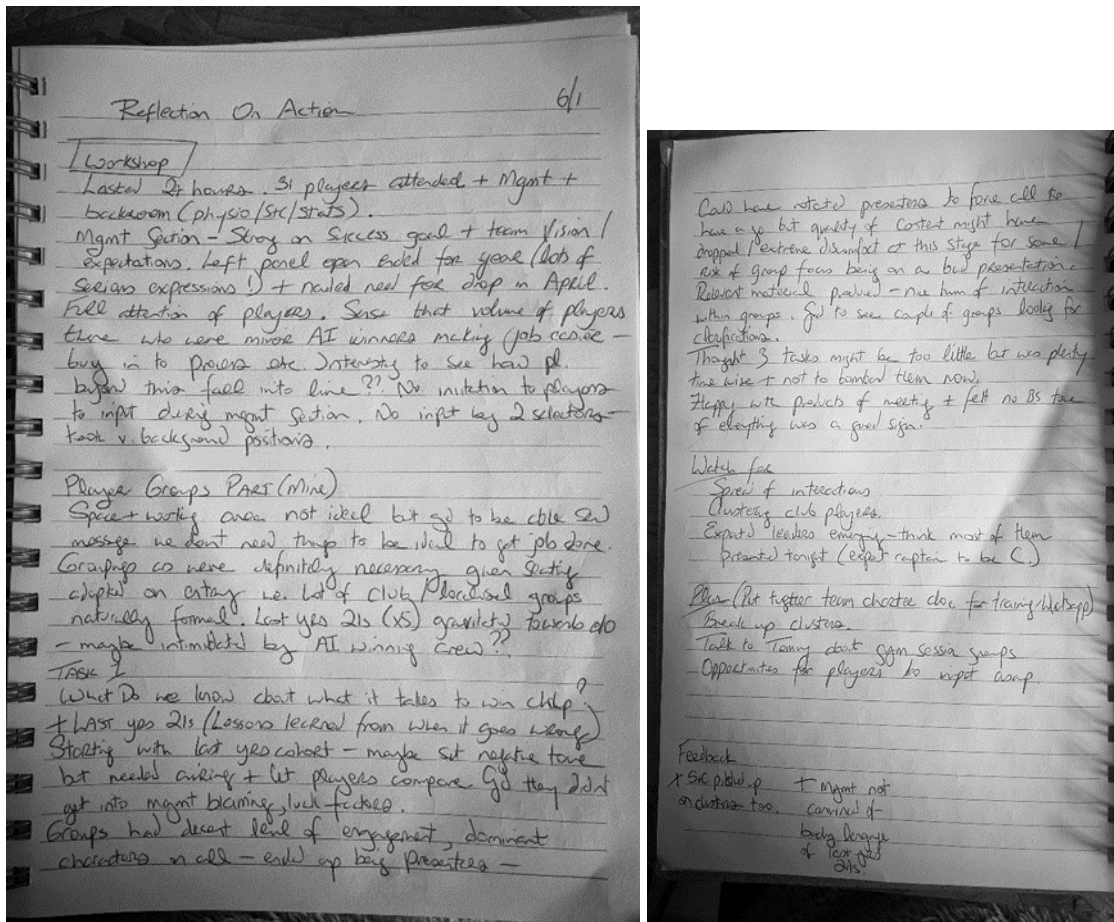 Reflection On Action 6/1
Workshop
Lasted 2+ hours. 31 players attended + Mgmt +
backroom (physio/S+C/stats).
Mgmt Section - Strong on success goal + team vision /
expectations. Left panel open ended for year (lots of
serious expressions!) + nailed need for drop in April.
Full attention of players. Sense that volume of players
there who were minor AI winners making job easier -
buy in to process etc. Interesting to see how pl.
beyond this fall into line?? No invitation to players
to input during mgmt section. No input by 2 selectors -
took v. background positions.
Player Groups PART (Mine)
Space + working area not ideal but gd to be able send
message we don't need things to be ideal to get job done.
Groupings were definitely necessary given seating
adopted on entry i.e. Lot of club/localised groups
naturally formed. Last yrs 21s (x5) gravitated towards e/o
- maybe intimidated by AI winning crew??
TASK 1
What Do we know about what it takes to win chip?
+ LAST yrs 21s (Lessons learned from when it goes wrong)
Starting with last yrs cohort - maybe set negative tone
but needed airing + let players compare. Gd they didn't
get into mgmt blaming, luck factors.
Groups had decent level of engagement, dominant
characters in all - ended up being presenters -
Could have rotated presenters to force all to
have a go but quality of content might have
dropped / extreme discomfort at this stage for some /
risk of group focus being on a bad presentation.
Relevant material produced - nice hum of interaction
within groups. Gd to see couple of groups looking for
clarifications.
Thought 3 tasks might be too little but was plenty
time wise + not to bombard them now.
Happy with products of meeting + felt no BS tone
of everything was a good sign.
Watch for
Spread of interactions
Clustering club players.
Expected leaders emerging - think most of them
presented tonight (expect captain to be C.)
Plan (Put together team charter doc for training/Whatsapp)
Break up clusters.
Talk to Tommy about gym session groups
Opportunities for players to input asap.
Feedback
* S+C picked up
on clusters too.
+ Mgmt not
convinced of
being
of last yrs
21s.